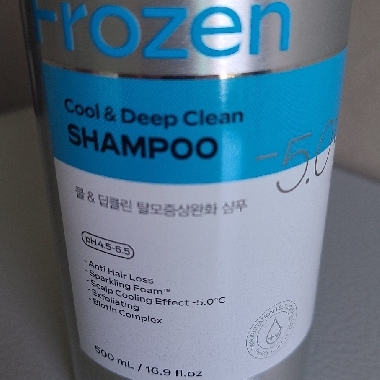 Frozen
Cool & Deep Clean
SHAMPOO
-5.0°
쿨 & 딥클린 탈모증상완화 샴푸
pH 4.5-6.5
- Anti Hair Loss
- Sparkling Foam™
- Scalp Cooling Effect -5.0°C
- Exfoliating
- Biotin Complex
500 mL / 16.9 fl.oz